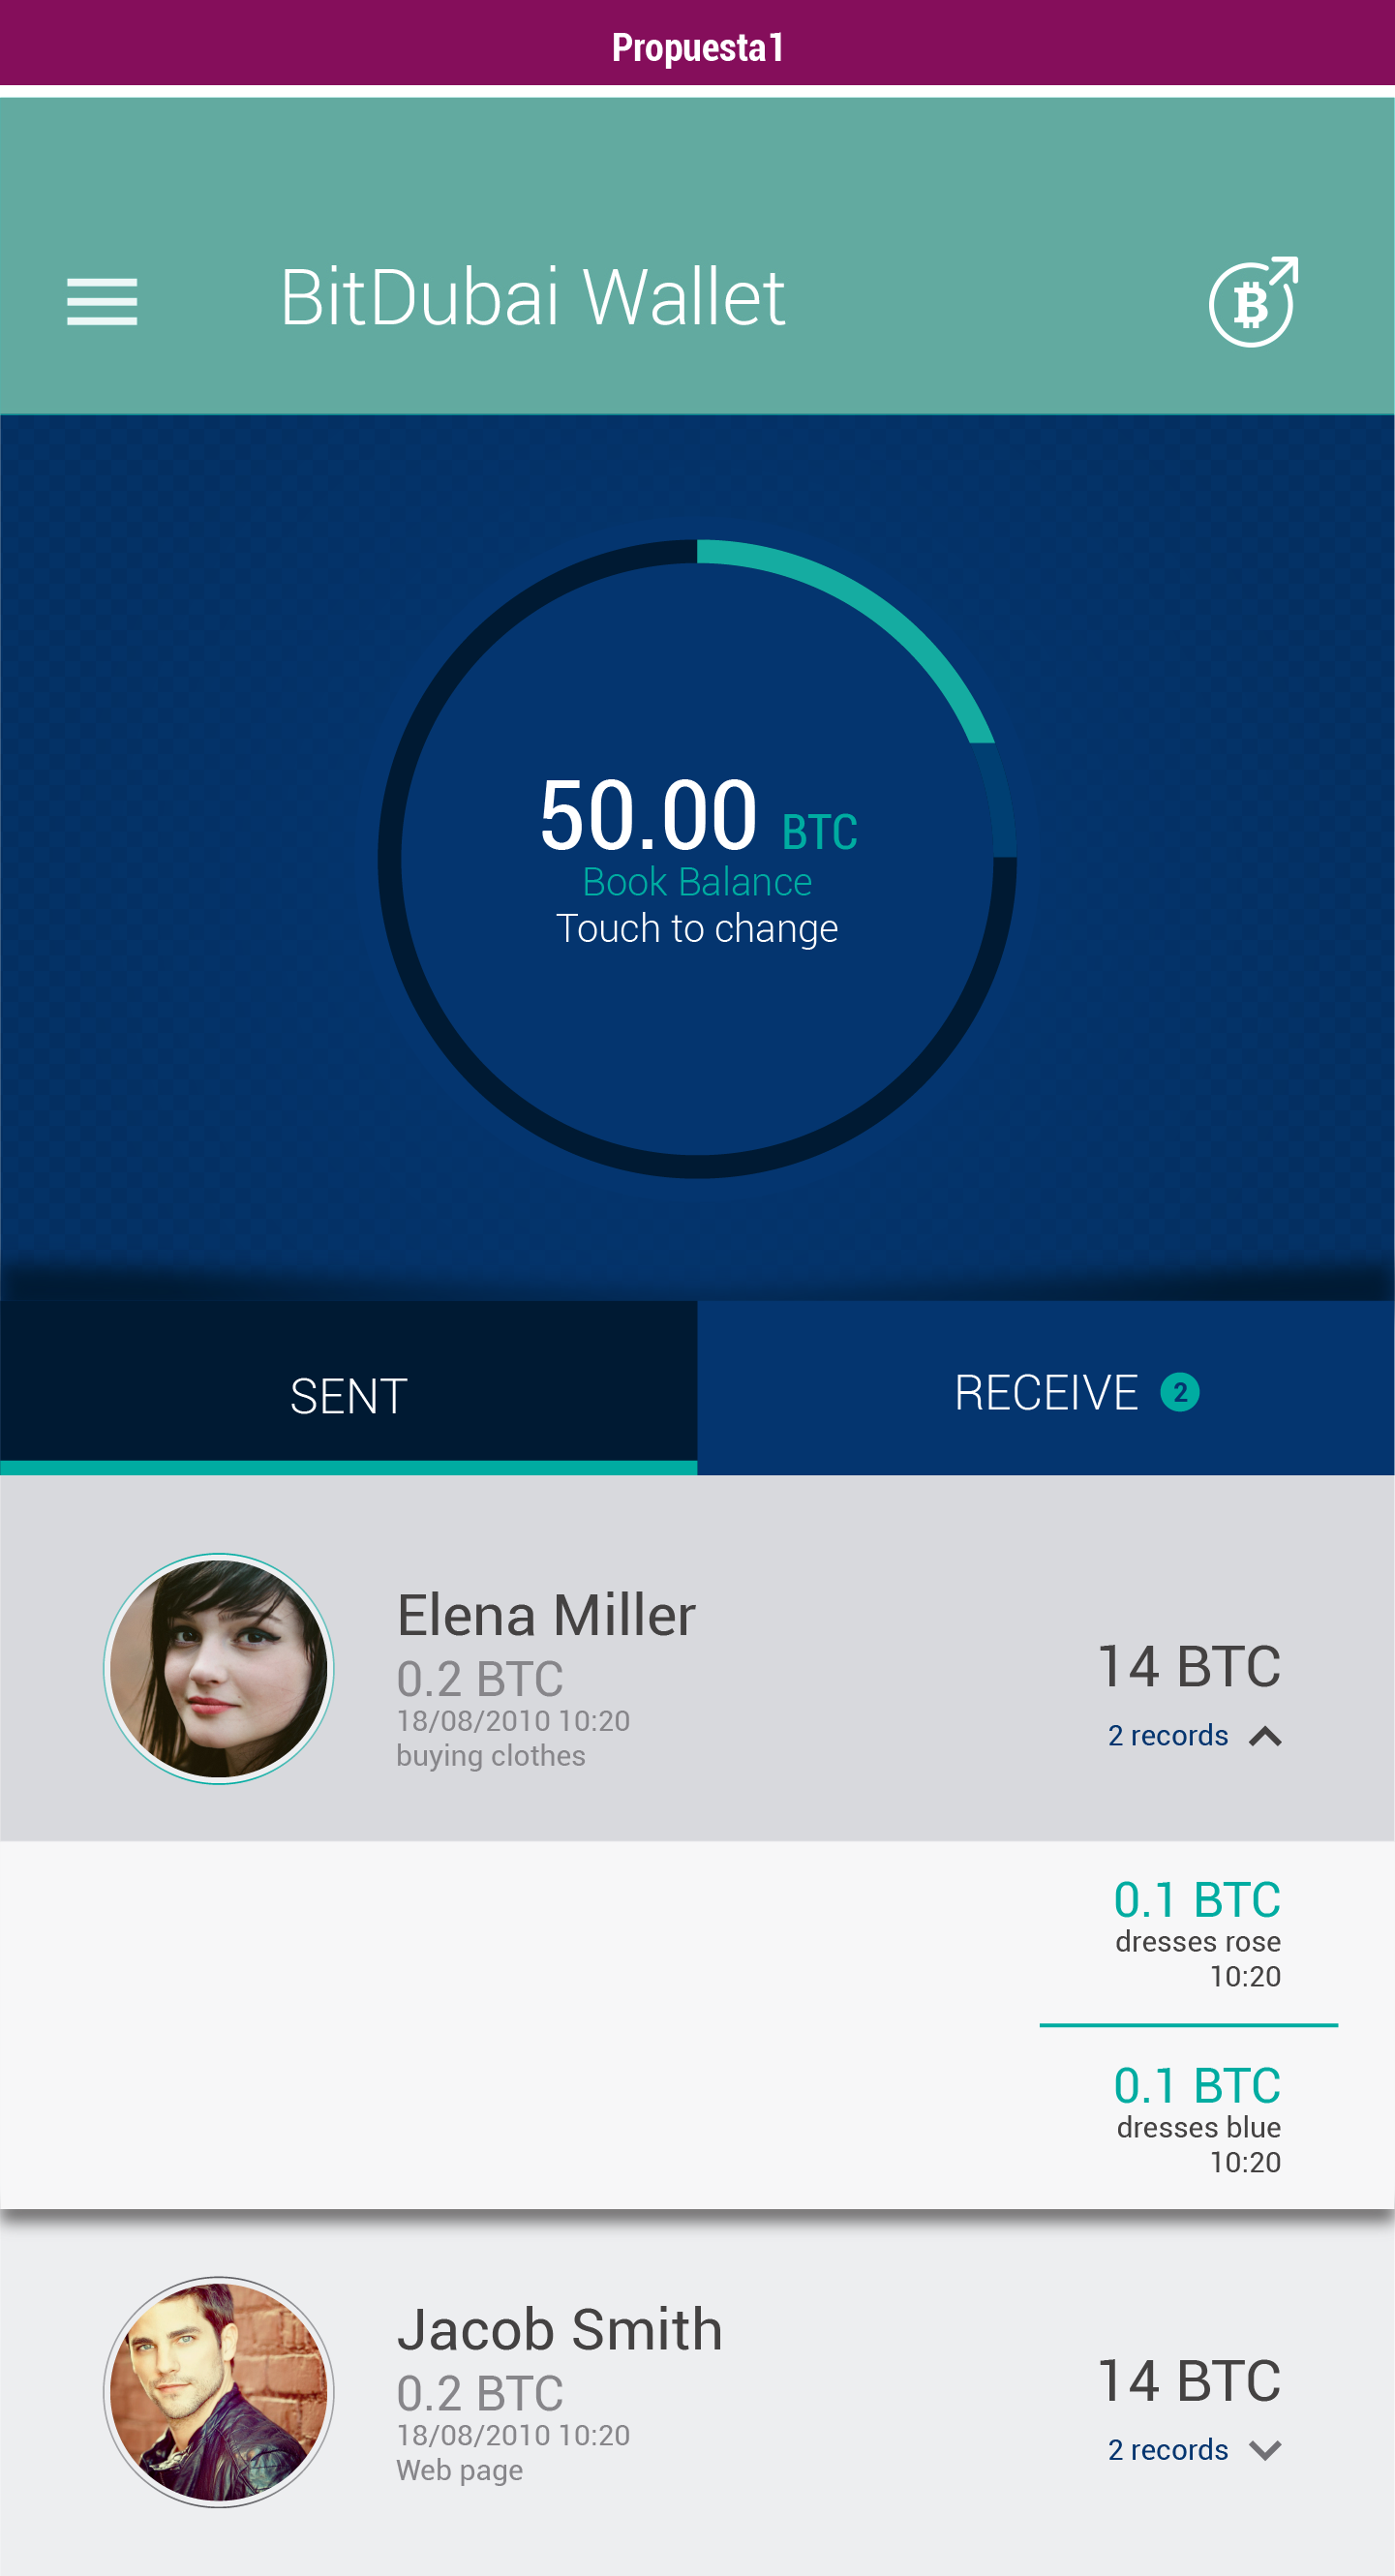 Propuesta1
BitDubai Wallet
50.00 BTC
Book Balance
Touch to change
SENT
RECEIVE 2
Elena Miller
0.2 BTC
18/08/2010 10:20
buying clothes
14 BTC
2 records
0.1 BTC
dresses rose
10:20
0.1 BTC
dresses blue
10:20
Jacob Smith
0.2 BTC
18/08/2010 10:20
Web page
14 BTC
2 records